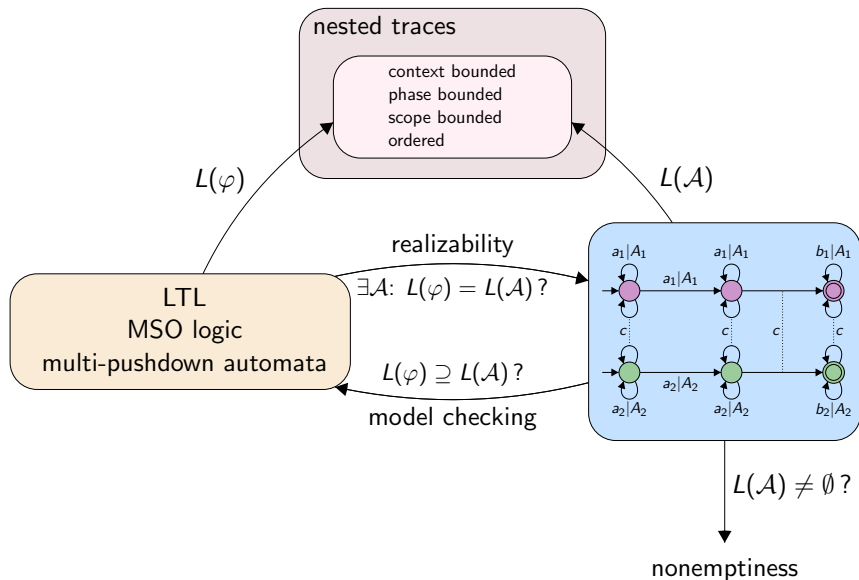 nested traces
context bounded
phase bounded
scope bounded
ordered
L(φ)
L(𝒜)
realizability
∃𝒜: L(φ) = L(𝒜) ?
LTL
MSO logic
multi-pushdown automata
L(φ) ⊇ L(𝒜) ?
model checking
a₁|A₁ a₁|A₁ b₁|A₁
a₁|A₁
c c c c
a₂|A₂
a₂|A₂ a₂|A₂ b₂|A₂
L(𝒜) ≠ ∅ ?
nonemptiness